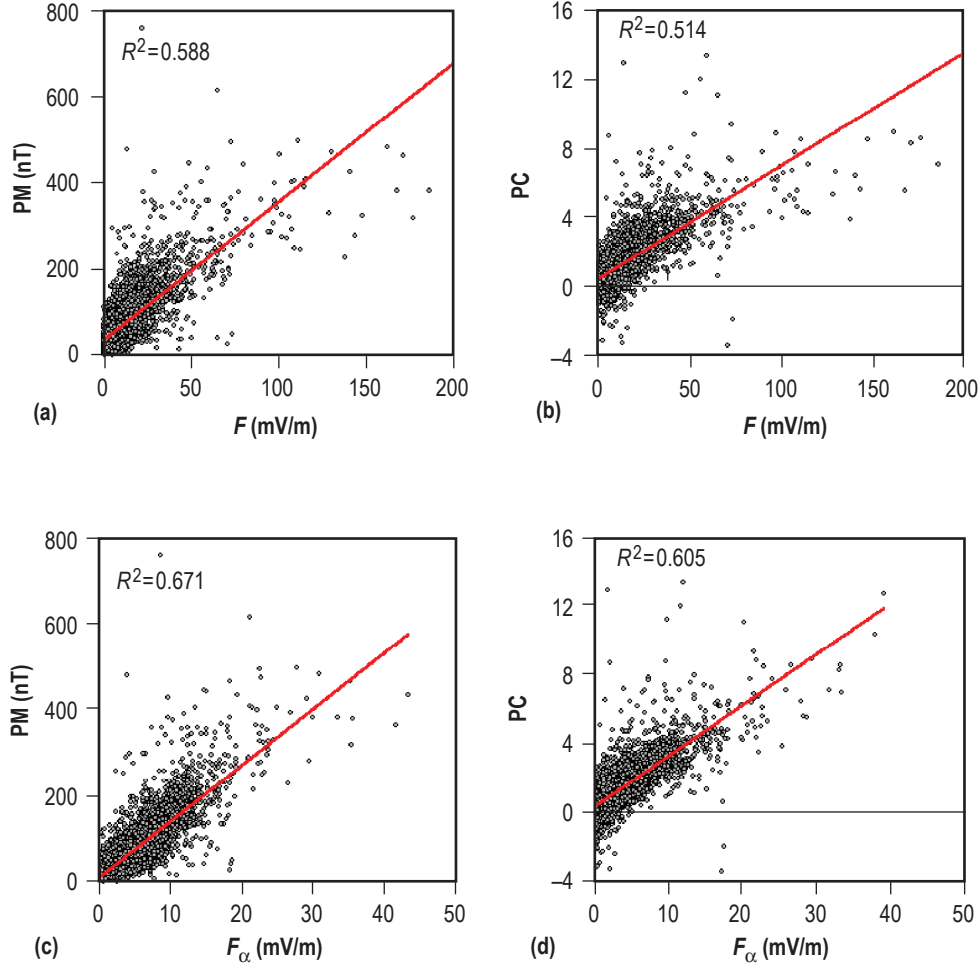 R²=0.588
PM (nT)
800
600
400
200
0
0 50 100 150 200
(a)
F (mV/m)
R²=0.514
PC
16
12
8
4
0
–4
0 50 100 150 200
(b)
F (mV/m)
R²=0.671
PM (nT)
800
600
400
200
0
0 10 20 30 40 50
(c)
Fα (mV/m)
R²=0.605
PC
16
12
8
4
0
–4
0 10 20 30 40 50
(d)
Fα (mV/m)